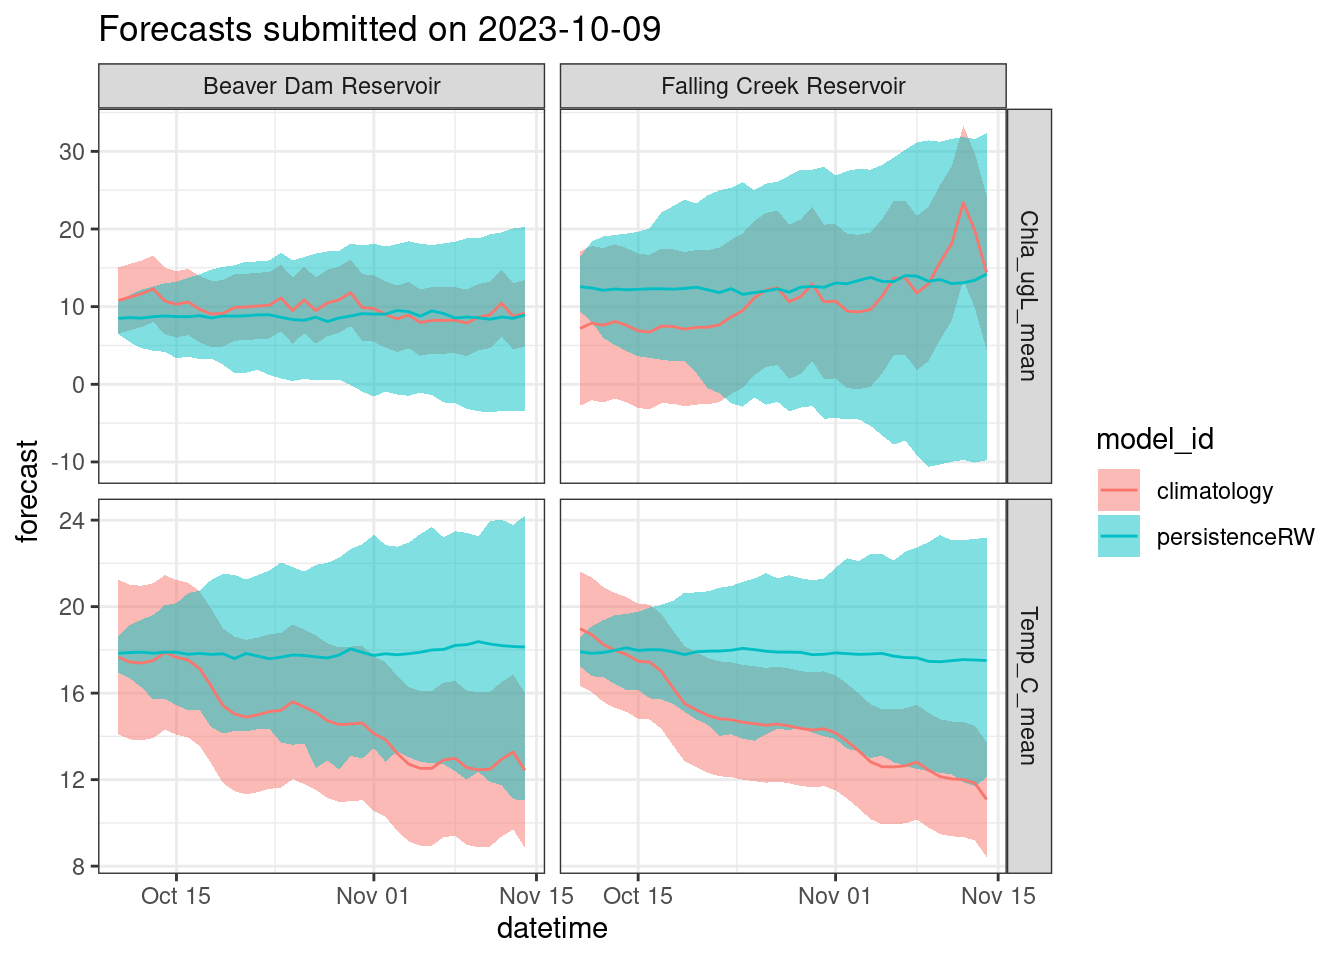 Forecasts submitted on 2023-10-09
Beaver Dam Reservoir
Falling Creek Reservoir
30
20
10
0
-10
Chla_ugL_mean
24
20
16
12
8
Temp_C_mean
forecast
Oct 15
Nov 01
Nov 15
Oct 15
Nov 01
Nov 15
datetime
model_id
climatology
persistenceRW